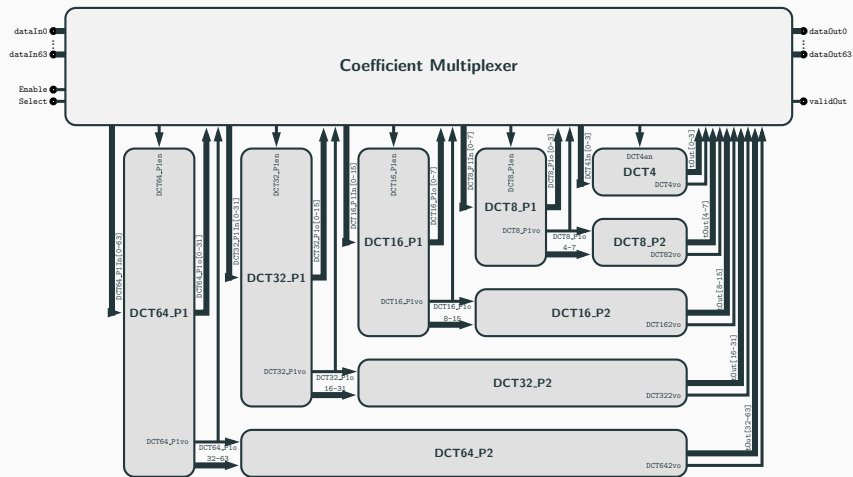 dataIn0
dataIn63
Enable
Select
Coefficient Multiplexer
dataOut0
dataOut63
validOut
DCT64_P1In[0-63]
DCT64_P1en
DCT64_P1
DCT64_P1o[0-31]
DCT64_P1vo
DCT64_P1o
32-63
DCT32_P1In[0-31]
DCT32_P1en
DCT32_P1
DCT32_P1o[0-15]
DCT32_P1vo
DCT32_P1o
16-31
DCT16_P1In[0-15]
DCT16_P1en
DCT16_P1
DCT16_P1o[0-7]
DCT16_P1vo
DCT16_P1o
8-15
DCT8_P1In[0-7]
DCT8_P1en
DCT8_P1
DCT8_P1o[0-3]
DCT8_P1vo
DCT8_P1o
4-7
DCT4In[0-3]
DCT4en
DCT4
DCT4vo
tOut[0-3]
DCT8_P2
DCT82vo
tOut[4-7]
DCT16_P2
DCT162vo
tOut[8-15]
DCT32_P2
DCT322vo
tOut[16-31]
DCT64_P2
DCT642vo
tOut[32-63]